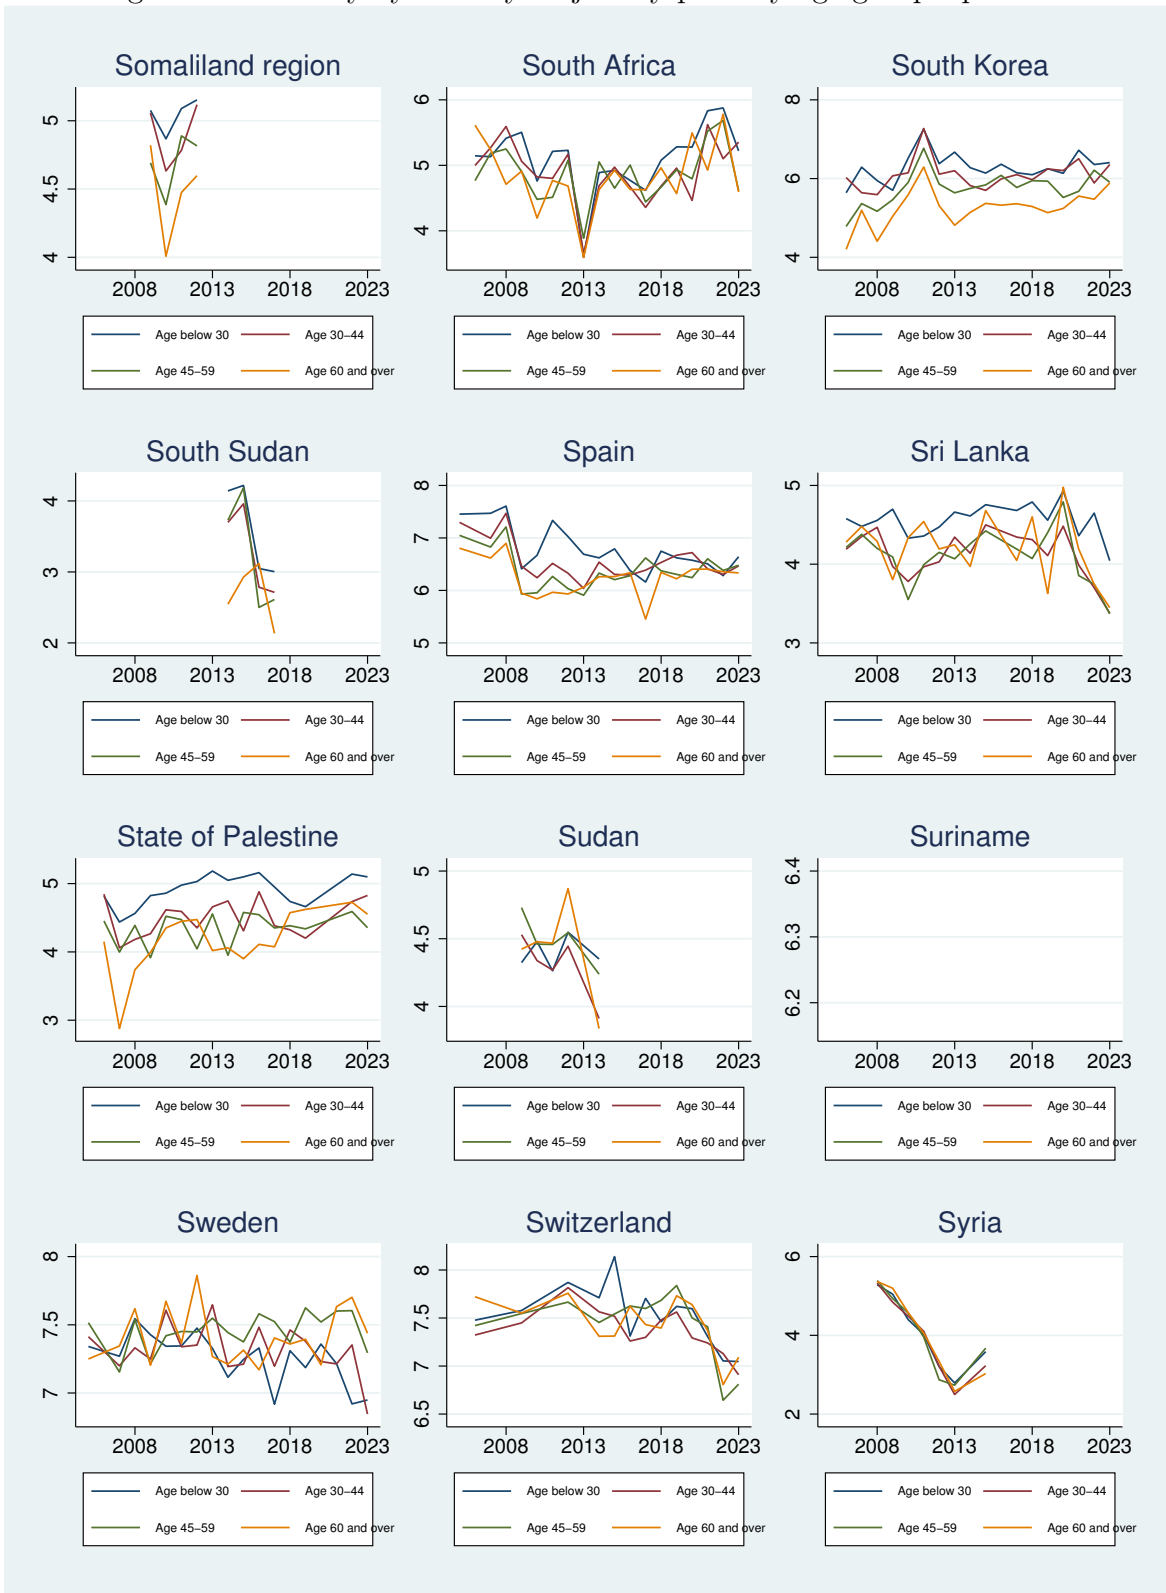 Somaliland region South Africa South Korea
5 6 8
4.5 5 6
4 4 4
2008 2013 2018 2023 2008 2013 2018 2023 2008 2013 2018 2023
Age below 30 Age 30–44 Age below 30 Age 30–44 Age below 30 Age 30–44
Age 45–59 Age 60 and over Age 45–59 Age 60 and over Age 45–59 Age 60 and over
South Sudan Spain Sri Lanka
4 8 5
3 7 4
2 6 3
5
2008 2013 2018 2023 2008 2013 2018 2023 2008 2013 2018 2023
Age below 30 Age 30–44 Age below 30 Age 30–44 Age below 30 Age 30–44
Age 45–59 Age 60 and over Age 45–59 Age 60 and over Age 45–59 Age 60 and over
State of Palestine Sudan Suriname
5 5 6.4
4 4.5 6.3
3 4 6.2
2008 2013 2018 2023 2008 2013 2018 2023 2008 2013 2018 2023
Age below 30 Age 30–44 Age below 30 Age 30–44 Age below 30 Age 30–44
Age 45–59 Age 60 and over Age 45–59 Age 60 and over Age 45–59 Age 60 and over
Sweden Switzerland Syria
8 8 6
7.5 7.5 4
7 7 2
6.5
2008 2013 2018 2023 2008 2013 2018 2023 2008 2013 2018 2023
Age below 30 Age 30–44 Age below 30 Age 30–44 Age below 30 Age 30–44
Age 45–59 Age 60 and over Age 45–59 Age 60 and over Age 45–59 Age 60 and over